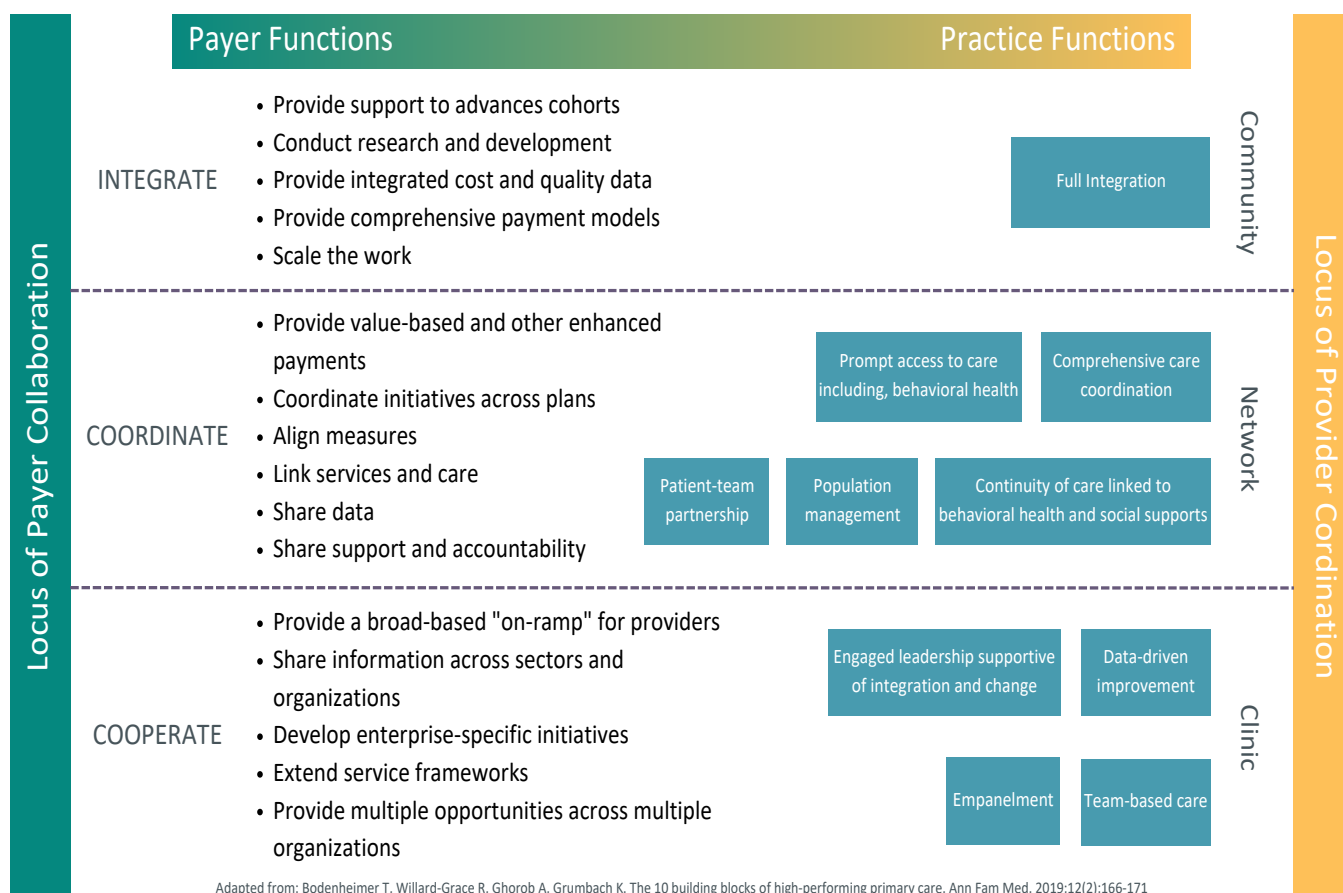 Payer Functions
Practice Functions
Locus of Payer Collaboration
INTEGRATE
• Provide support to advances cohorts
• Conduct research and development
• Provide integrated cost and quality data
• Provide comprehensive payment models
• Scale the work
Full Integration
Community
COORDINATE
• Provide value-based and other enhanced
payments
• Coordinate initiatives across plans
• Align measures
• Link services and care
• Share data
• Share support and accountability
Prompt access to care
including, behavioral health
Comprehensive care
coordination
Patient-team
partnership
Population
management
Continuity of care linked to
behavioral health and social supports
Network
COOPERATE
• Provide a broad-based "on-ramp" for providers
• Share information across sectors and
organizations
• Develop enterprise-specific initiatives
• Extend service frameworks
• Provide multiple opportunities across multiple
organizations
Engaged leadership supportive
of integration and change
Data-driven
improvement
Empanelment
Team-based care
Clinic
Locus of Provider Cordination
Adapted from: Bodenheimer T, Willard-Grace R, Ghorob A, Grumbach K. The 10 building blocks of high-performing primary care. Ann Fam Med. 2019;12(2):166-171